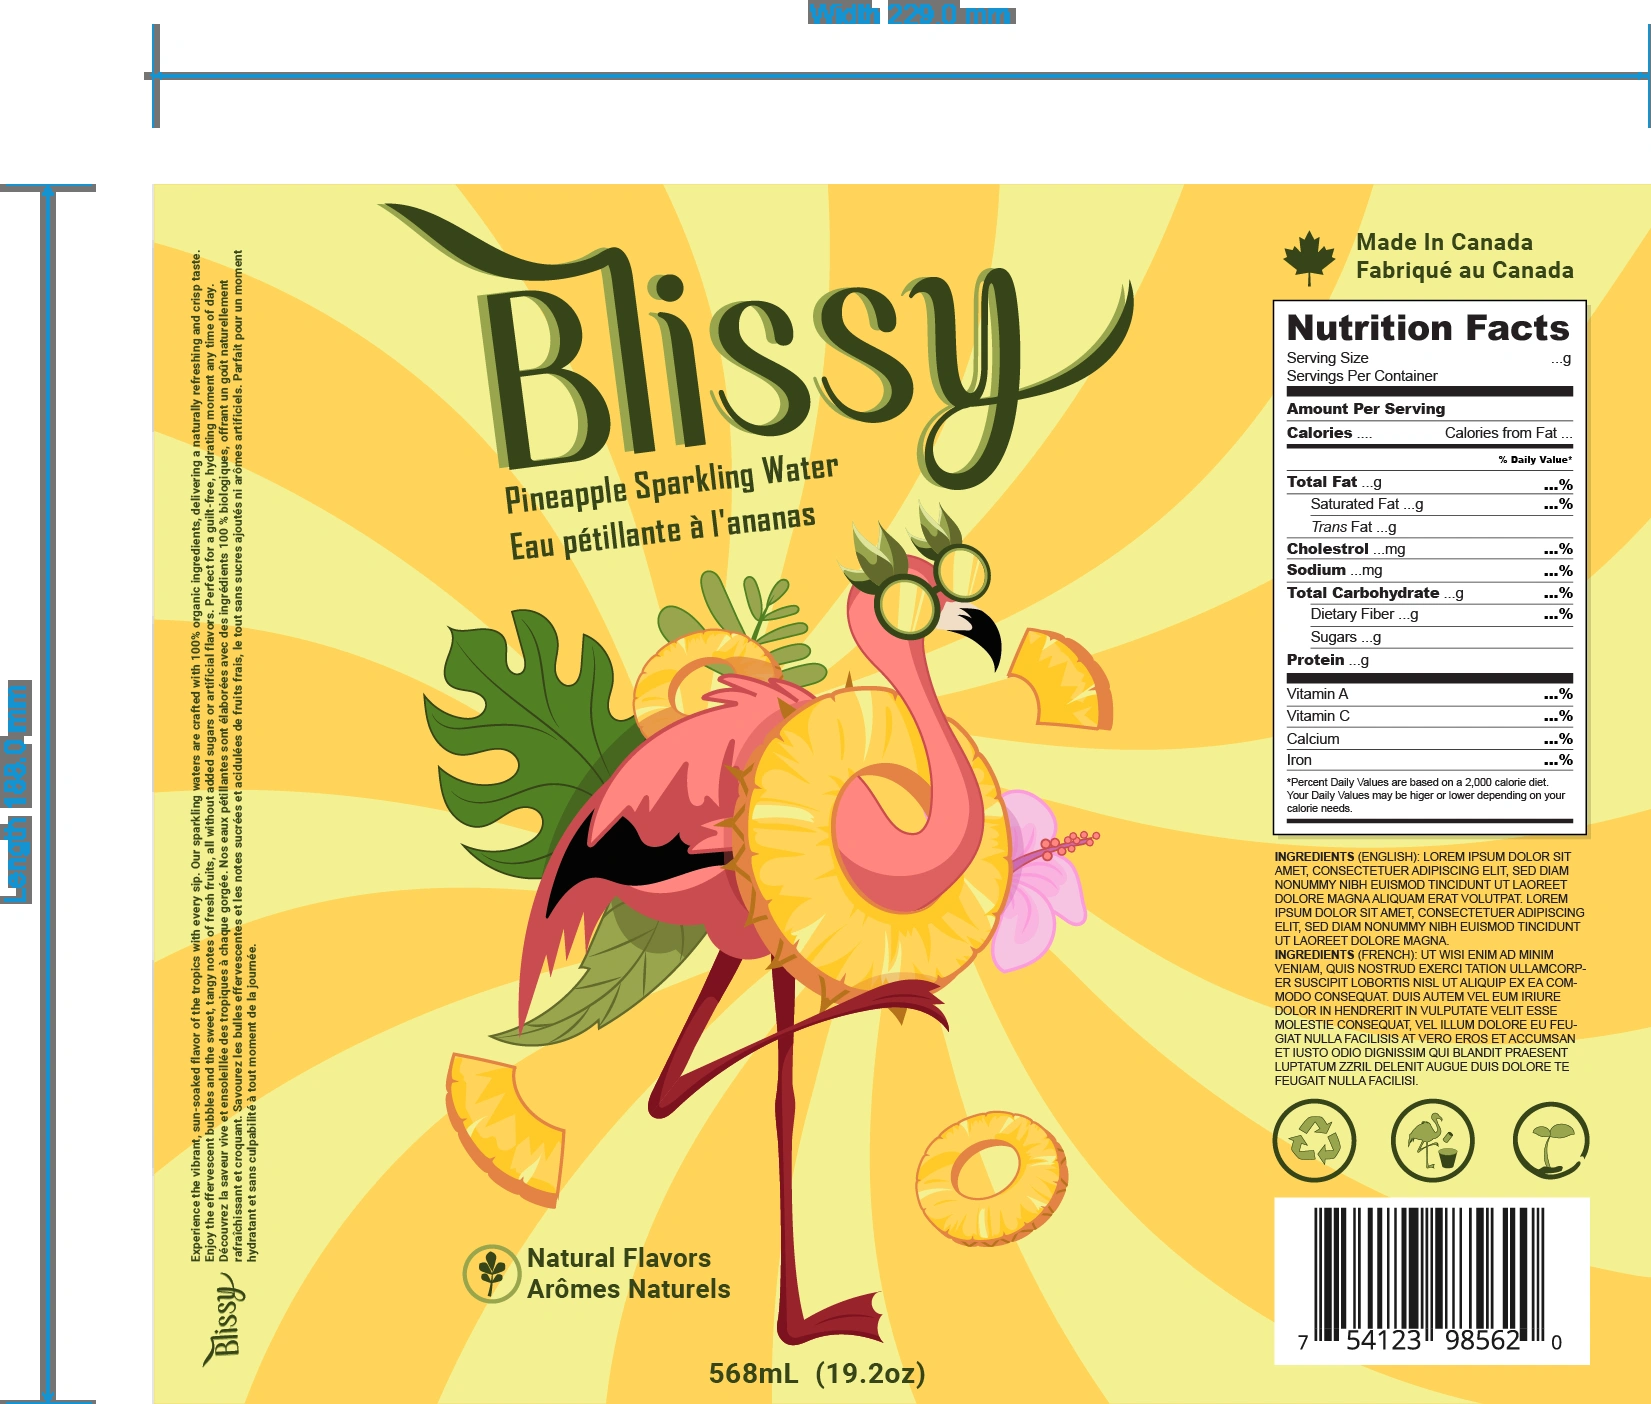 Width 229.0 mm
Length 188.0 mm
Experience the vibrant, sun-soaked flavor of the tropics with every sip. Our sparkling waters are crafted with 100% organic ingredients, delivering a naturally refreshing and crisp taste.
Enjoy the effervescent bubbles and the sweet, tangy notes of fresh fruits, all without added sugars or artificial flavors. Perfect for a guilt-free, hydrating moment any time of day.
Découvrez la saveur vive et ensoleillée des tropiques à chaque gorgée. Nos eaux pétillantes sont élaborées avec des ingrédients 100 % biologiques, offrant un goût naturellement
rafraîchissant et croquant. Savourez les bulles effervescentes et les notes sucrées et acidulées de fruits frais, le tout sans sucres ajoutés ni arômes artificiels. Parfait pour un moment
hydratant et sans culpabilité à tout moment de la journée.
Blissy
Blissy
Pineapple Sparkling Water
Eau pétillante à l'ananas
Natural Flavors
Arômes Naturels
568mL (19.2oz)
Made In Canada
Fabriqué au Canada
Nutrition Facts
Serving Size ...g
Servings Per Container
Amount Per Serving
Calories .... Calories from Fat ...
% Daily Value*
Total Fat ...g ...%
Saturated Fat ...g ...%
Trans Fat ...g
Cholestrol ...mg ...%
Sodium ...mg ...%
Total Carbohydrate ...g ...%
Dietary Fiber ...g ...%
Sugars ...g
Protein ...g
Vitamin A ...%
Vitamin C ...%
Calcium ...%
Iron ...%
*Percent Daily Values are based on a 2,000 calorie diet.
Your Daily Values may be higer or lower depending on your
calorie needs.
INGREDIENTS (ENGLISH): LOREM IPSUM DOLOR SIT
AMET, CONSECTETUER ADIPISCING ELIT, SED DIAM
NONUMMY NIBH EUISMOD TINCIDUNT UT LAOREET
DOLORE MAGNA ALIQUAM ERAT VOLUTPAT. LOREM
IPSUM DOLOR SIT AMET, CONSECTETUER ADIPISCING
ELIT, SED DIAM NONUMMY NIBH EUISMOD TINCIDUNT
UT LAOREET DOLORE MAGNA.
INGREDIENTS (FRENCH): UT WISI ENIM AD MINIM
VENIAM, QUIS NOSTRUD EXERCI TATION ULLAMCORP-
ER SUSCIPIT LOBORTIS NISL UT ALIQUIP EX EA COM-
MODO CONSEQUAT. DUIS AUTEM VEL EUM IRIURE
DOLOR IN HENDRERIT IN VULPUTATE VELIT ESSE
MOLESTIE CONSEQUAT, VEL ILLUM DOLORE EU FEU-
GIAT NULLA FACILISIS AT VERO EROS ET ACCUMSAN
ET IUSTO ODIO DIGNISSIM QUI BLANDIT PRAESENT
LUPTATUM ZZRIL DELENIT AUGUE DUIS DOLORE TE
FEUGAIT NULLA FACILISI.
7 54123 98562 0